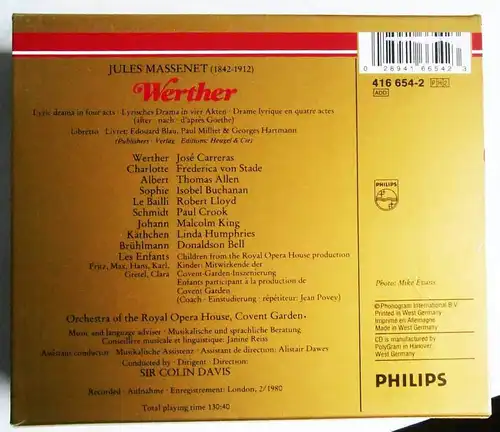 JULES MASSENET (1842-1912)
Werther
Lyric drama in four acts · Lyrisches Drama in vier Akten · Drame lyrique en quatre actes
(after · nach · d'après Goethe)
Libretto · Livret: Edouard Blau, Paul Milliet & Georges Hartmann
(Publisher · Verlag · Edition: Heugel & Cie)
Werther José Carreras
Charlotte Frederica von Stade
Albert Thomas Allen
Sophie Isobel Buchanan
Le Bailli Robert Lloyd
Schmidt Paul Crook
Johann Malcolm King
Käthchen Linda Humphries
Brühlmann Donaldson Bell
Les Enfants Children from the Royal Opera House production
Fritz, Max, Hans, Karl, Kinder: Mitwirkende der
Gretel, Clara Covent-Garden-Inszenierung
Enfants participant à la production de
Covent Garden
(Coach · Einstudierung · répétiteur: Jean Povey)
Orchestra of the Royal Opera House, Covent Garden
Music and language adviser · Musikalische und sprachliche Beratung
Conseillère musicale et linguistique: Janine Reiss
Assistant conductor · Musikalische Assistenz · Assistant de direction: Alistair Dawes
Conducted by · Dirigent · Direction:
SIR COLIN DAVIS
Recorded · Aufnahme · Enregistrement: London, 2/1980
Total playing time 130:40
0 28941 66542 3
416 654-2
ADD
PHILIPS
Photo: Mike Evans
© Phonogram International B.V.
Printed in West Germany
Imprimé en Allemagne
Made in West Germany
CD is manufactured by
PolyGram in Hanover,
West Germany
PHILIPS